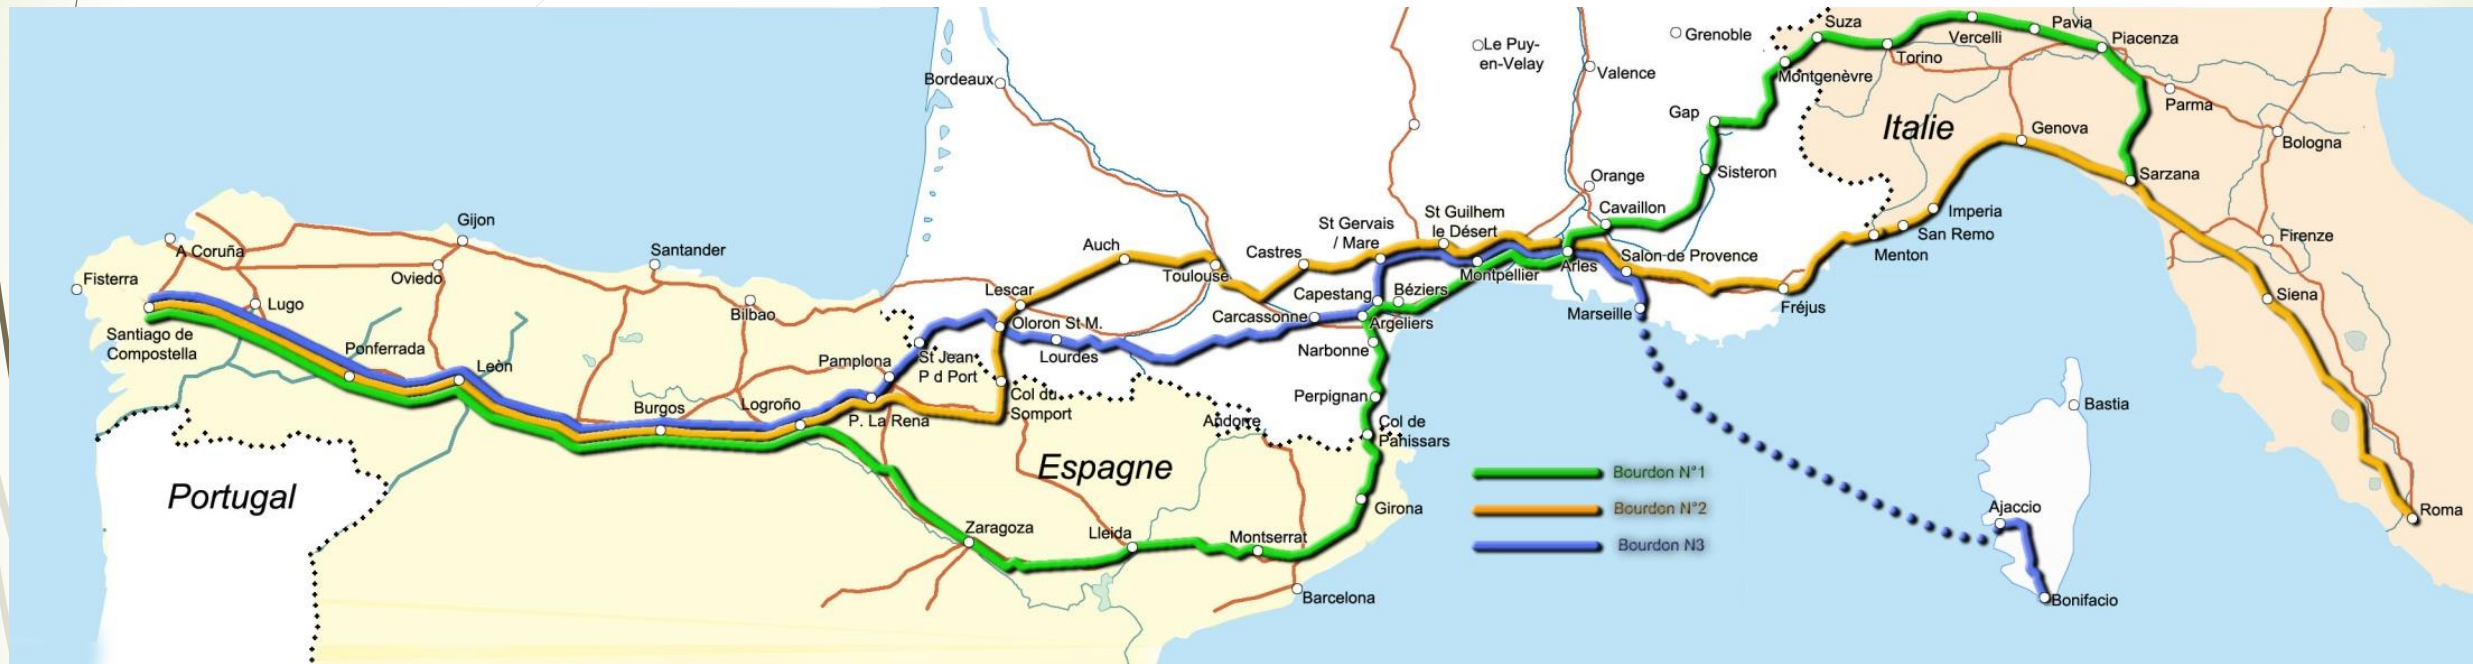 Suza
Pavia
Vercelli
Piacenza
Torino
Le Puy-
en-Velay
Grenoble
Valence
Bordeaux
Montgenèvre
Parma
Gap
Italie
Genova
Bologna
Sisteron
Orange
Sarzana
Cavaillon
Imperia
San Remo
Firenze
Gijon
St Gervais
/ Mare
St Guilhem
le Désert
A Coruña
Santander
Auch
Castres
Toulouse
Montpellier
Arles
Salon de Provence
Menton
Fisterra
Oviedo
Lugo
Bilbao
Lescar
Capestang
Béziers
Fréjus
Siena
Santiago de
Compostella
Oloron St M.
Carcassonne
Argeliers
Marseille
Ponferrada
Leòn
Pamplona
St Jean
P d Port
Lourdes
Narbonne
Burgos
Logroño
P. La Rena
Col du
Somport
Perpignan
Andorre
Col de
Panissars
Bastia
Portugal
Espagne
Bourdon N°1
Bourdon N°2
Bourdon N3
Girona
Ajaccio
Roma
Zaragoza
Lleida
Montserrat
Barcelona
Bonifacio